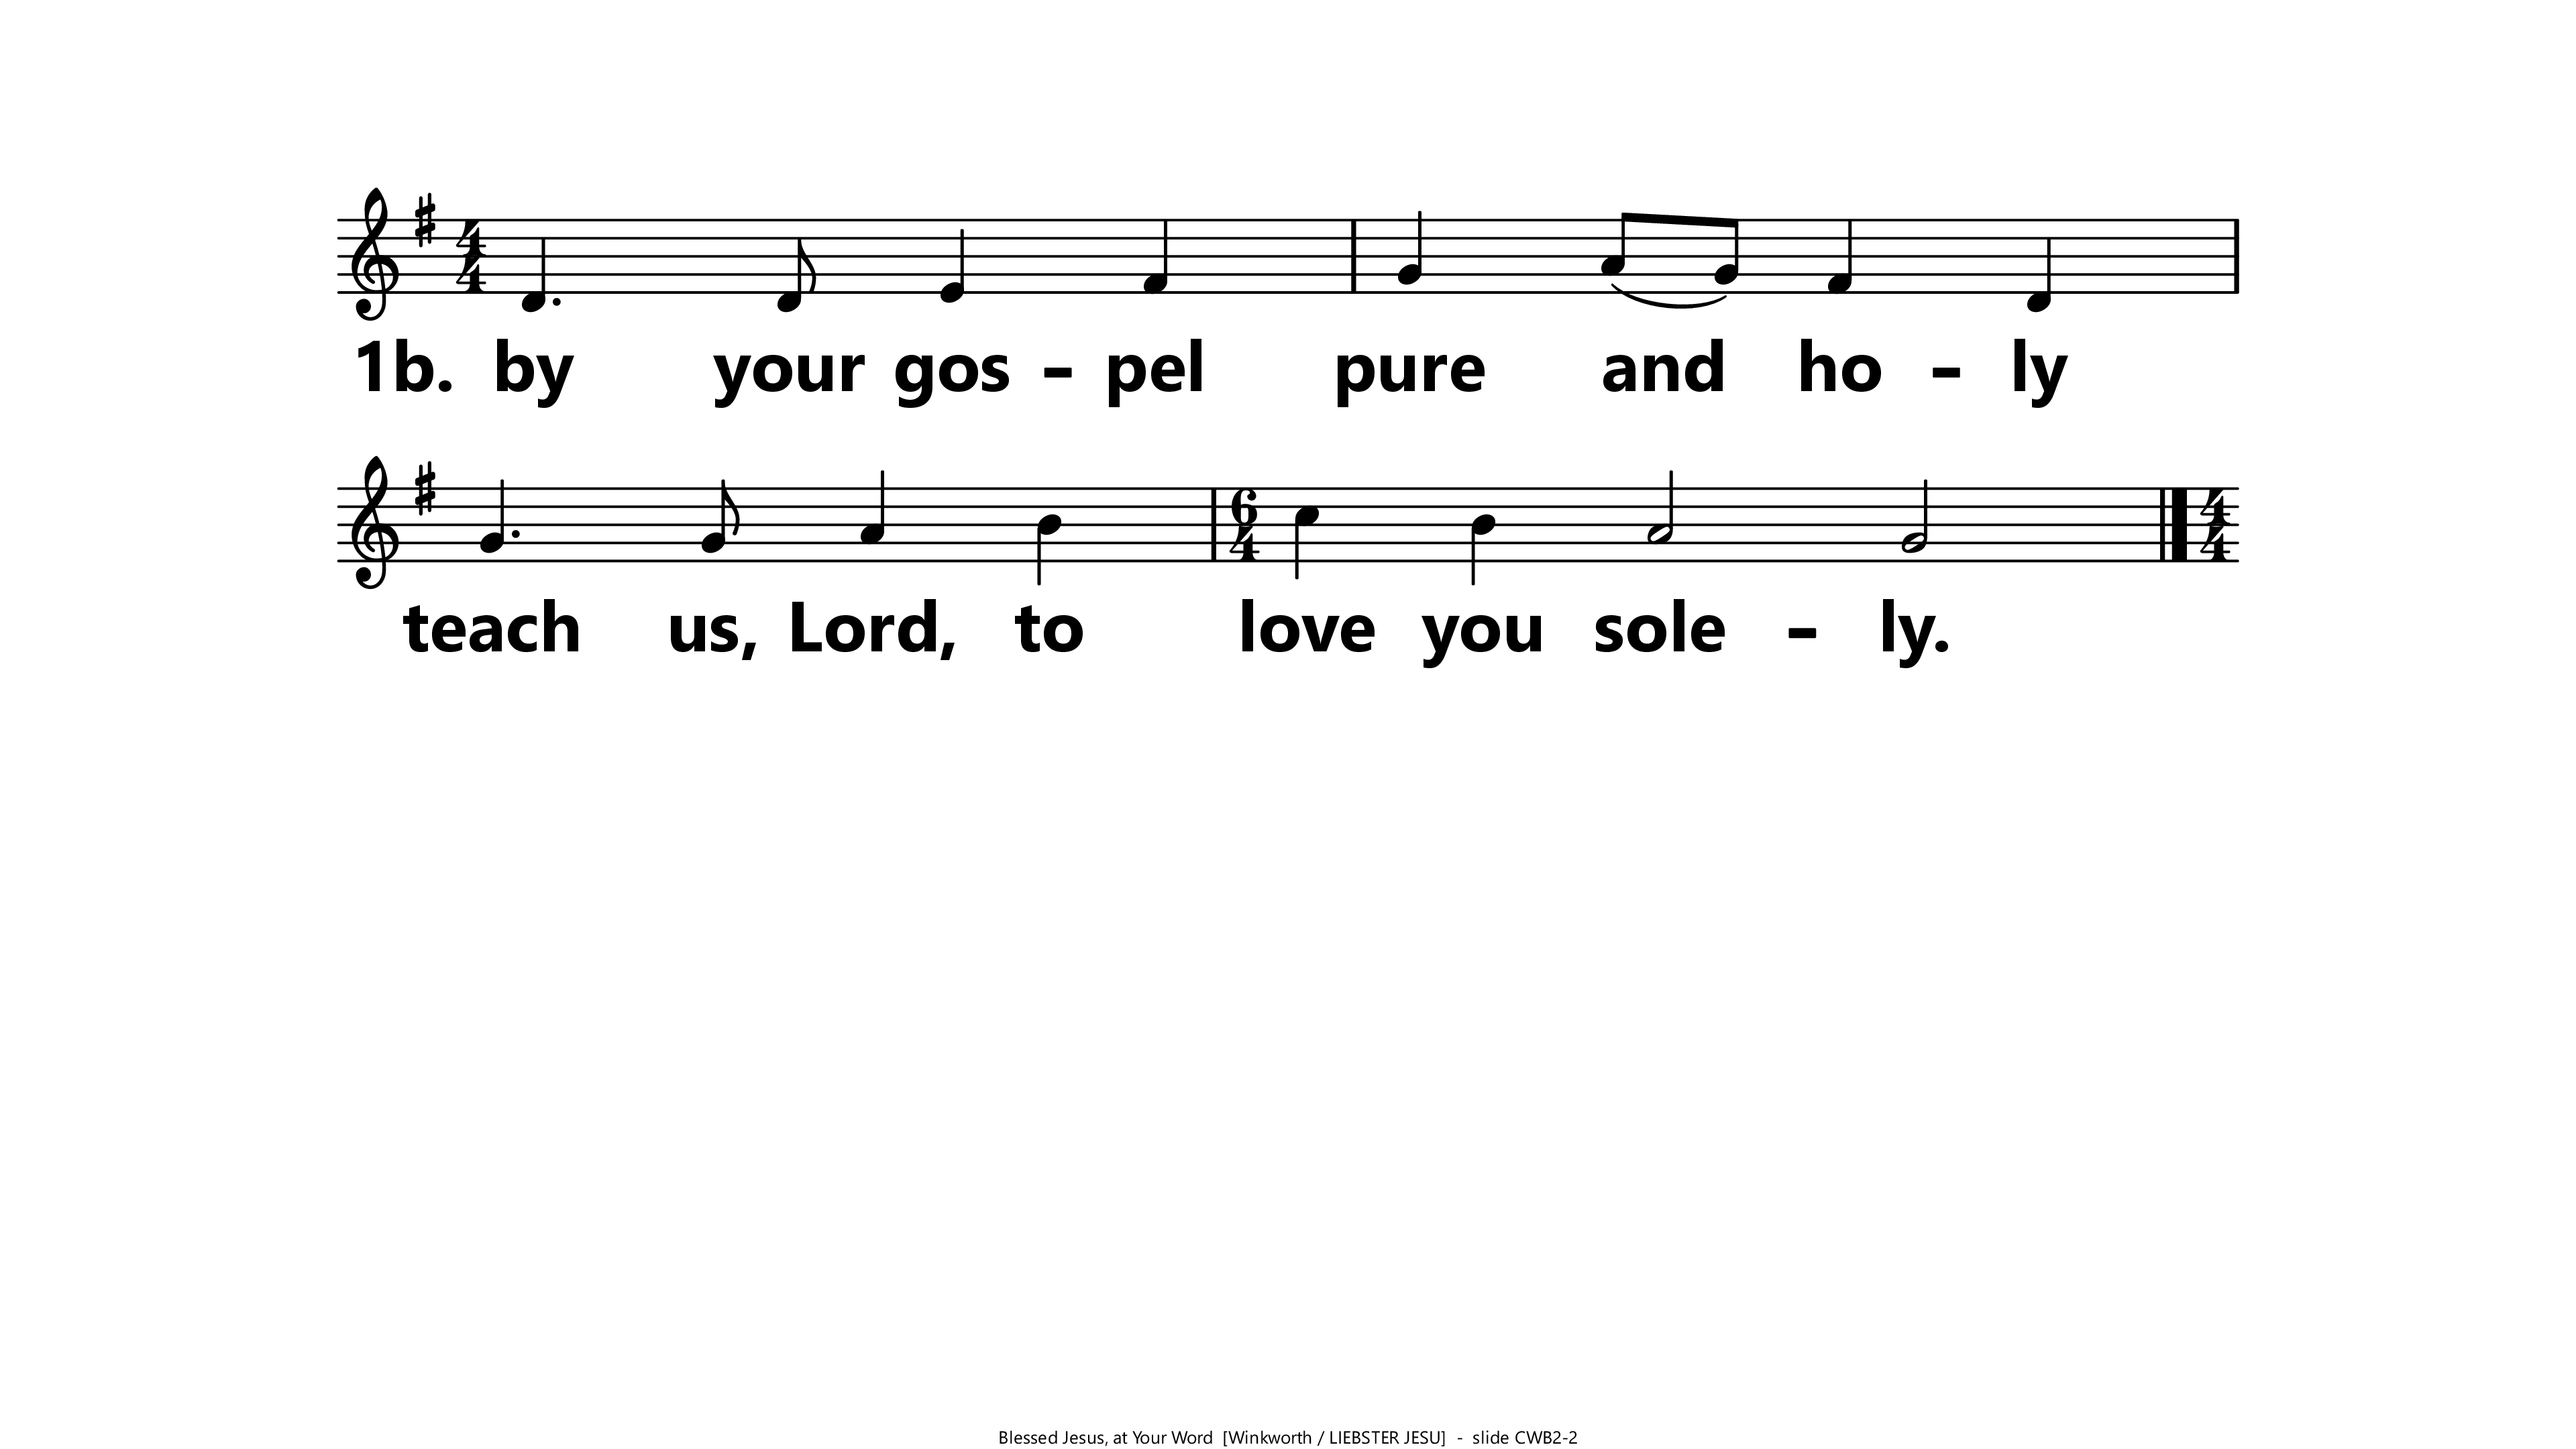 1b. by your gos - pel pure and ho - ly
teach us, Lord, to love you sole - ly.
Blessed Jesus, at Your Word [Winkworth / LIEBSTER JESU] - slide CWB2-2